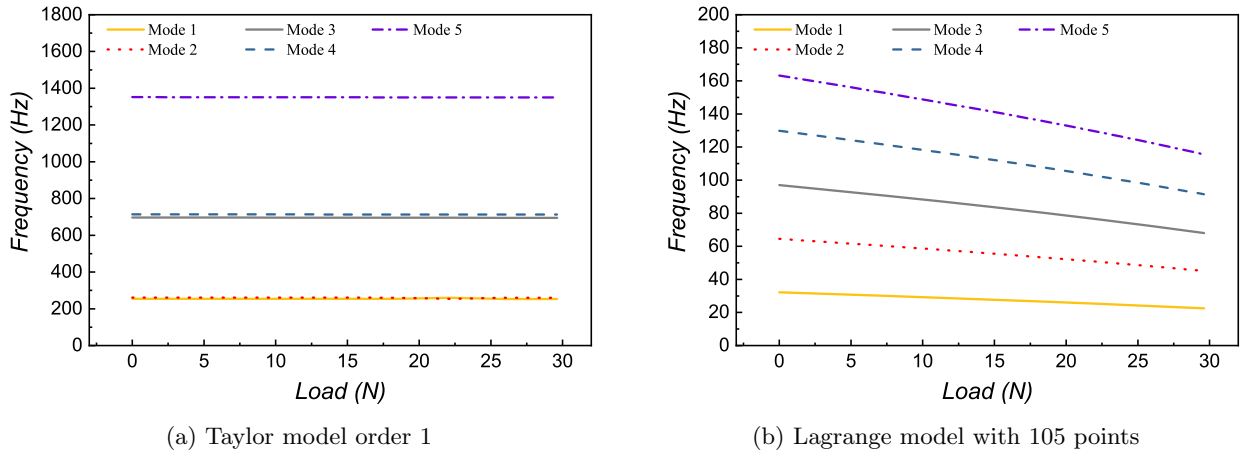 Mode 1 Mode 3 Mode 5
Mode 2 Mode 4
1800
1600
1400
1200
1000
800
600
400
200
0
Frequency (Hz)
0 5 10 15 20 25 30
Load (N)
(a) Taylor model order 1
Mode 1 Mode 3 Mode 5
Mode 2 Mode 4
200
180
160
140
120
100
80
60
40
20
0
Frequency (Hz)
0 5 10 15 20 25 30
Load (N)
(b) Lagrange model with 105 points